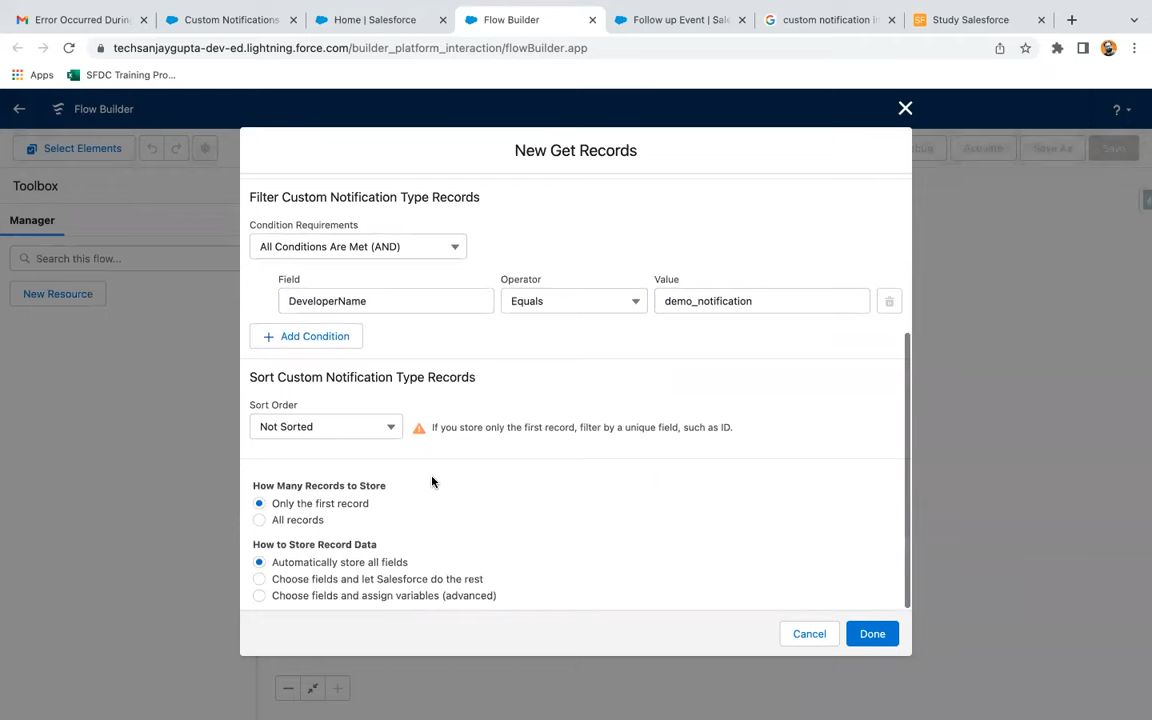 Error Occurred Durin
Custom Notifications
Home | Salesforce
Flow Builder
Follow up Event | Sal
custom notification in
Study Salesforce
techsanjaygupta-dev-ed.lightning.force.com/builder_platform_interaction/flowBuilder.app
Apps
SFDC Training Pro...
Flow Builder
?
Select Elements
Debug
Activate
Save As
Save
Toolbox
Manager
Search this flow...
New Resource
New Get Records
Filter Custom Notification Type Records
Condition Requirements
All Conditions Are Met (AND)
Field
Operator
Value
DeveloperName
Equals
demo_notification
+ Add Condition
Sort Custom Notification Type Records
Sort Order
Not Sorted
If you store only the first record, filter by a unique field, such as ID.
How Many Records to Store
Only the first record
All records
How to Store Record Data
Automatically store all fields
Choose fields and let Salesforce do the rest
Choose fields and assign variables (advanced)
Cancel
Done